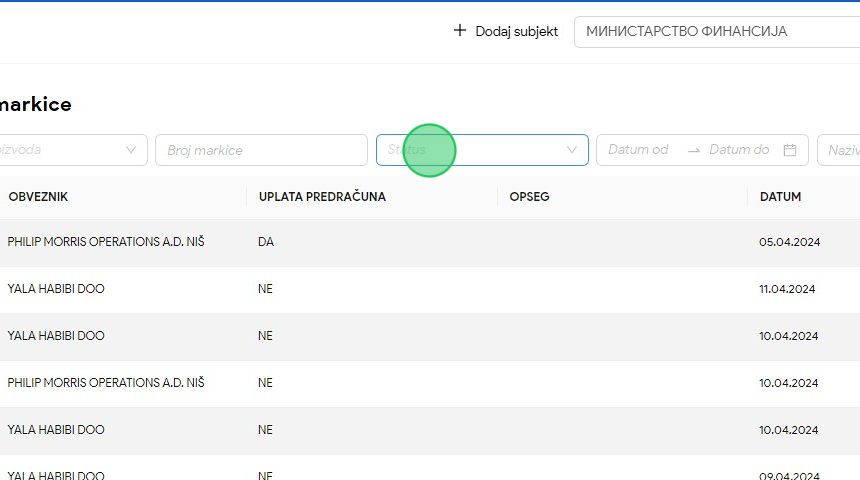 Dodaj subjekt МИНИСТАРСТВО ФИНАНСИЈА
markice
Broj markice Status Datum od Datum do Naziv
OBVEZNIK UPLATA PREDRAČUNA OPSEG DATUM
PHILIP MORRIS OPERATIONS A.D. NIŠ DA 05.04.2024
YALA HABIBI DOO NE 11.04.2024
YALA HABIBI DOO NE 10.04.2024
PHILIP MORRIS OPERATIONS A.D. NIŠ NE 10.04.2024
YALA HABIBI DOO NE 10.04.2024
YALA HABIBI DOO NE 09.04.2024